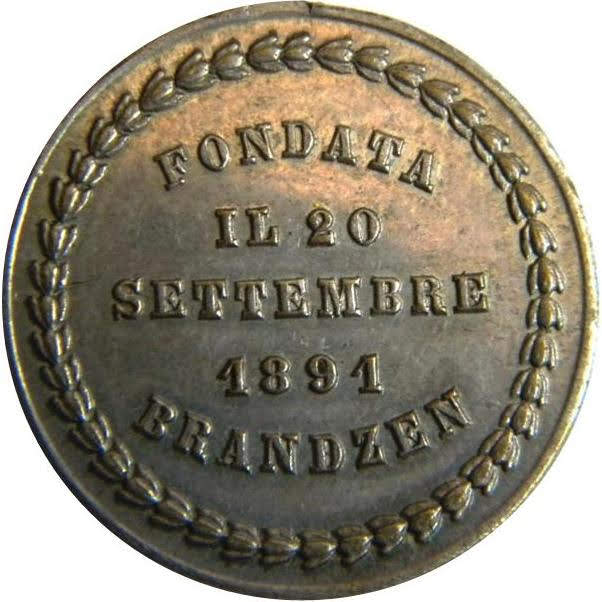 FONDATA
IL 20
SETTEMBRE
1891
BRANDZEN